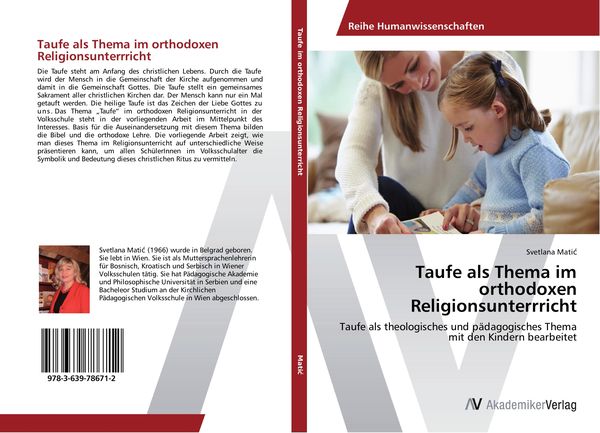 Taufe als Thema im orthodoxen
Religionsunterrricht
Die Taufe steht am Anfang des christlichen Lebens. Durch die Taufe
wird der Mensch in die Gemeinschaft der Kirche aufgenommen und
damit in die Gemeinschaft Gottes. Die Taufe stellt ein gemeinsames
Sakrament aller christlichen Kirchen dar. Der Mensch kann nur ein Mal
getauft werden. Die heilige Taufe ist das Zeichen der Liebe Gottes zu
uns. Das Thema „Taufe“ im orthodoxen Religionsunterricht in der
Volksschule steht in der vorliegenden Arbeit im Mittelpunkt des
Interesses. Basis für die Auseinandersetzung mit diesem Thema bilden
die Bibel und die orthodoxe Lehre. Die vorliegende Arbeit zeigt, wie
man dieses Thema im Religionsunterricht auf unterschiedliche Weise
präsentieren kann, um allen SchülerInnen im Volksschulalter die
Symbolik und Bedeutung dieses christlichen Ritus zu vermitteln.
Svetlana Matić (1966) wurde in Belgrad geboren.
Sie lebt in Wien. Sie ist als Muttersprachenlehrerin
für Bosnisch, Kroatisch und Serbisch in Wiener
Volksschulen tätig. Sie hat Pädagogische Akademie
und Philosophische Universität in Serbien und eine
Bacheleor Studium an der Kirchlichen
Pädagogischen Volksschule in Wien abgeschlossen.
978-3-639-78671-2
Taufe im orthodoxen Religionsunterricht
Matić
Reihe Humanwissenschaften
Svetlana Matić
Taufe als Thema im
orthodoxen
Religionsunterrricht
Taufe als theologisches und pädagogisches Thema
mit den Kindern bearbeitet
AV AkademikerVerlag